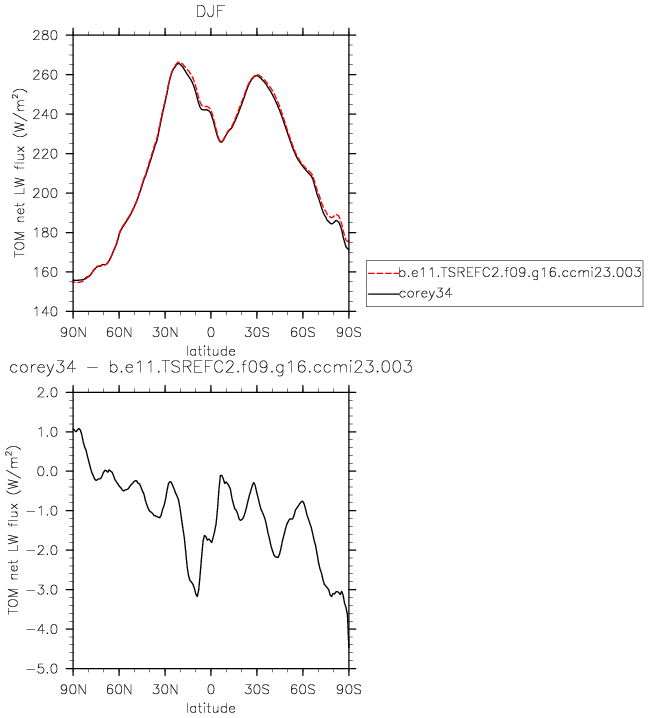 DJF
280
260
240
220
200
180
160
140
TOM net LW flux (W/m²)
90N 60N 30N 0 30S 60S 90S
latitude
b.e11.TSREFC2.f09.g16.ccmi23.003
corey34
corey34 − b.e11.TSREFC2.f09.g16.ccmi23.003
2.0
1.0
0.0
-1.0
-2.0
-3.0
-4.0
-5.0
TOM net LW flux (W/m²)
90N 60N 30N 0 30S 60S 90S
latitude